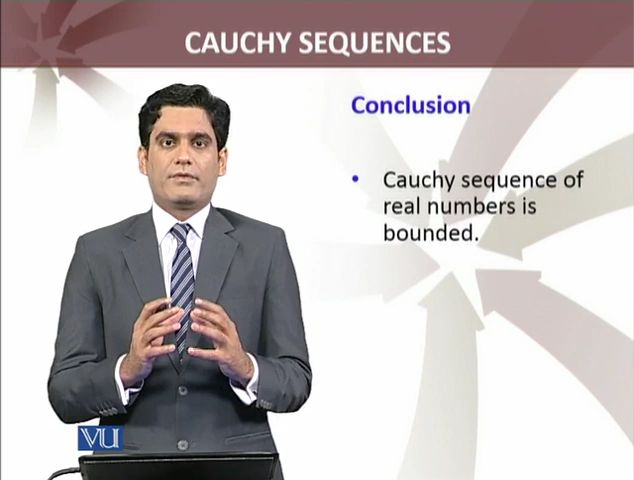 CAUCHY SEQUENCES
Conclusion
• Cauchy sequence of
real numbers is
bounded.
VU